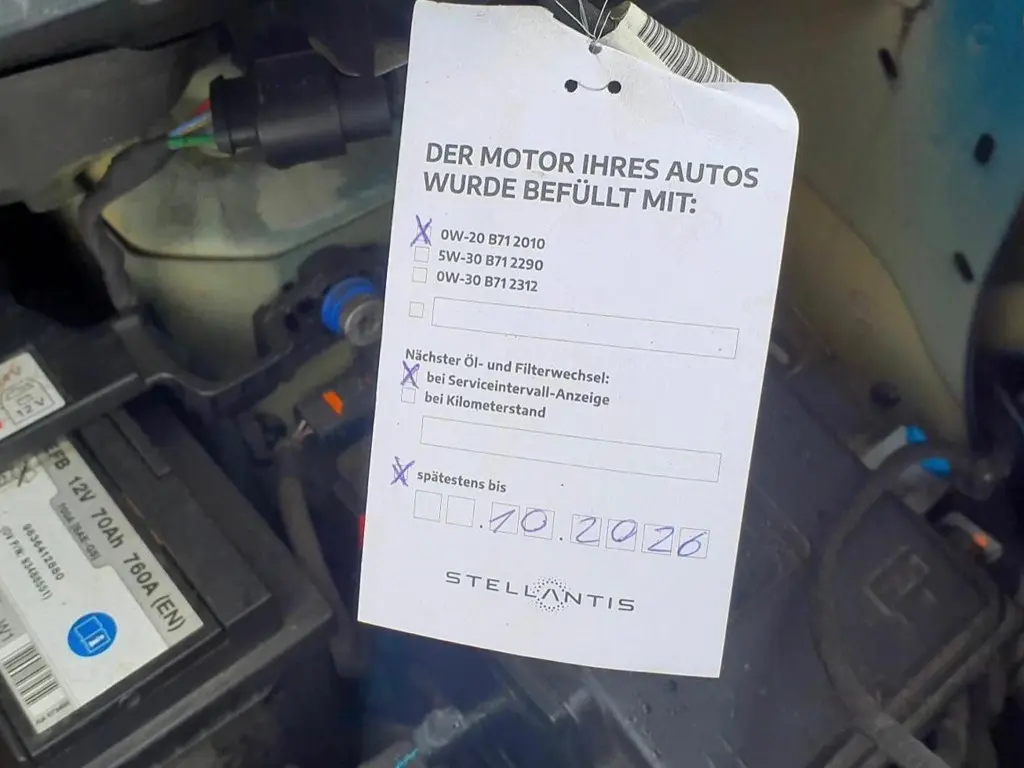 DER MOTOR IHRES AUTOS
WURDE BEFÜLLT MIT:
X 0W-20 B71 2010
5W-30 B71 2290
0W-30 B71 2312
Nächster Öl- und Filterwechsel:
X bei Serviceintervall-Anzeige
bei Kilometerstand
X spätestens bis
.10.2026
STELLANTIS
EFB 12V 70Ah 760A (EN)
9836412680